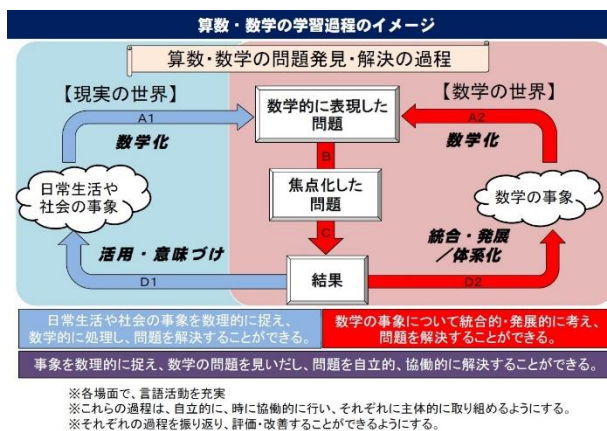 算数・数学の学習過程のイメージ
算数・数学の問題発見・解決の過程
【現実の世界】
【数学の世界】
A1
数学化
数学的に表現した
問題
A2
数学化
B
日常生活や
社会の事象
焦点化した
問題
数学の事象
C
活用・意味づけ
統合・発展
／体系化
結果
D1
D2
日常生活や社会の事象を数理的に捉え、
数学的に処理し、問題を解決することができる。
数学の事象について統合的・発展的に考え、
問題を解決することができる。
事象を数理的に捉え、数学の問題を見いだし、問題を自立的、協働的に解決することができる。
※各場面で、言語活動を充実
※これらの過程は、自立的に、時に協働的に行い、それぞれに主体的に取り組めるようにする。
※それぞれの過程を振り返り、評価・改善することができるようにする。